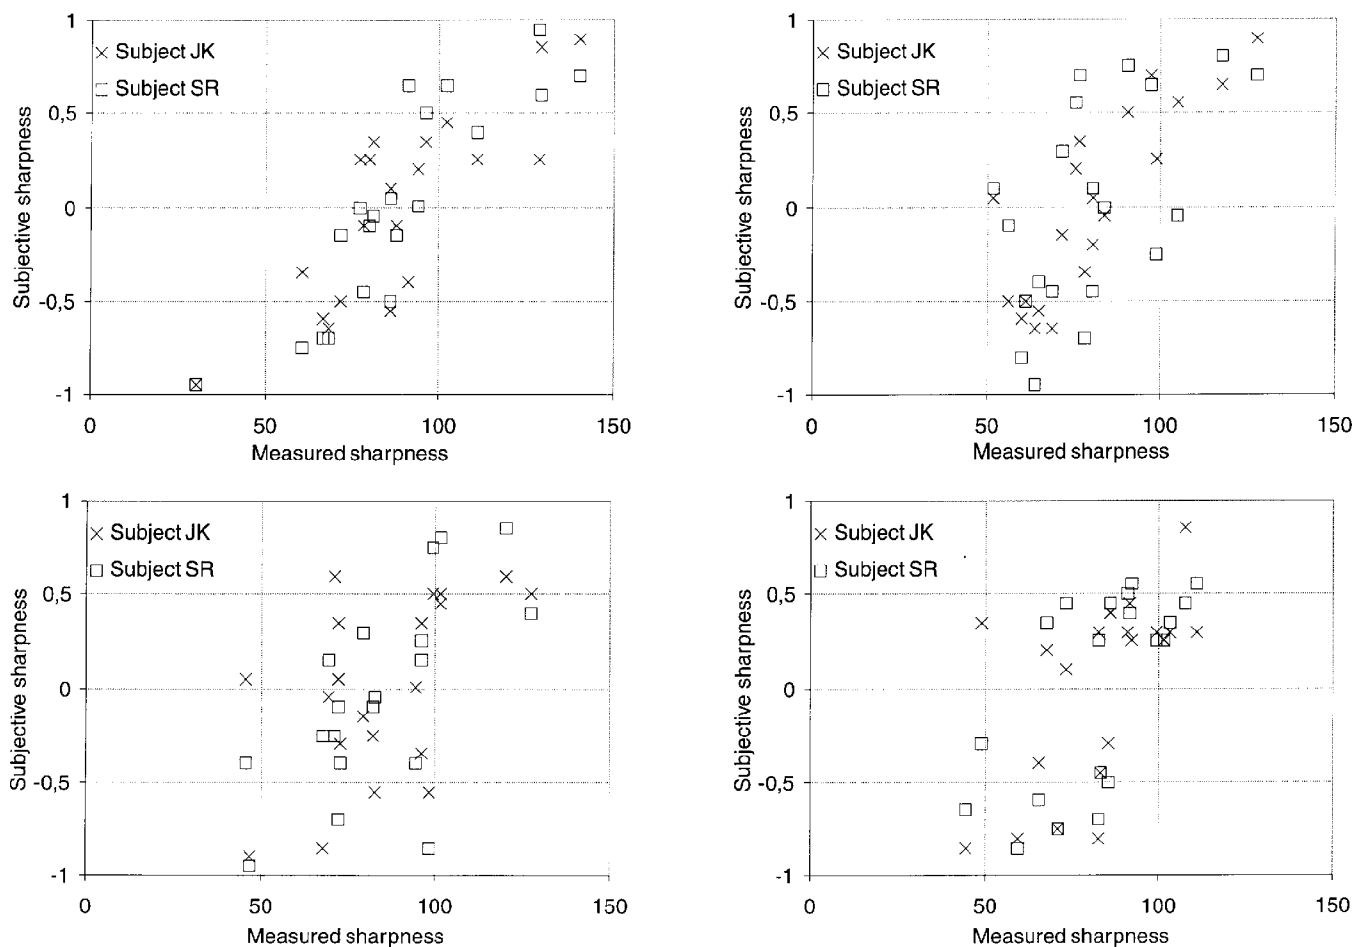 1
× Subject JK
□ Subject SR
0,5
0
-0,5
-1
0 50 100 150
Subjective sharpness
Measured sharpness
1
× Subject JK
□ Subject SR
0,5
0
-0,5
-1
0 50 100 150
Subjective sharpness
Measured sharpness
1
× Subject JK
□ Subject SR
0,5
0
-0,5
-1
0 50 100 150
Subjective sharpness
Measured sharpness
1
× Subject JK
□ Subject SR
0,5
0
-0,5
-1
0 50 100 150
Subjective sharpness
Measured sharpness